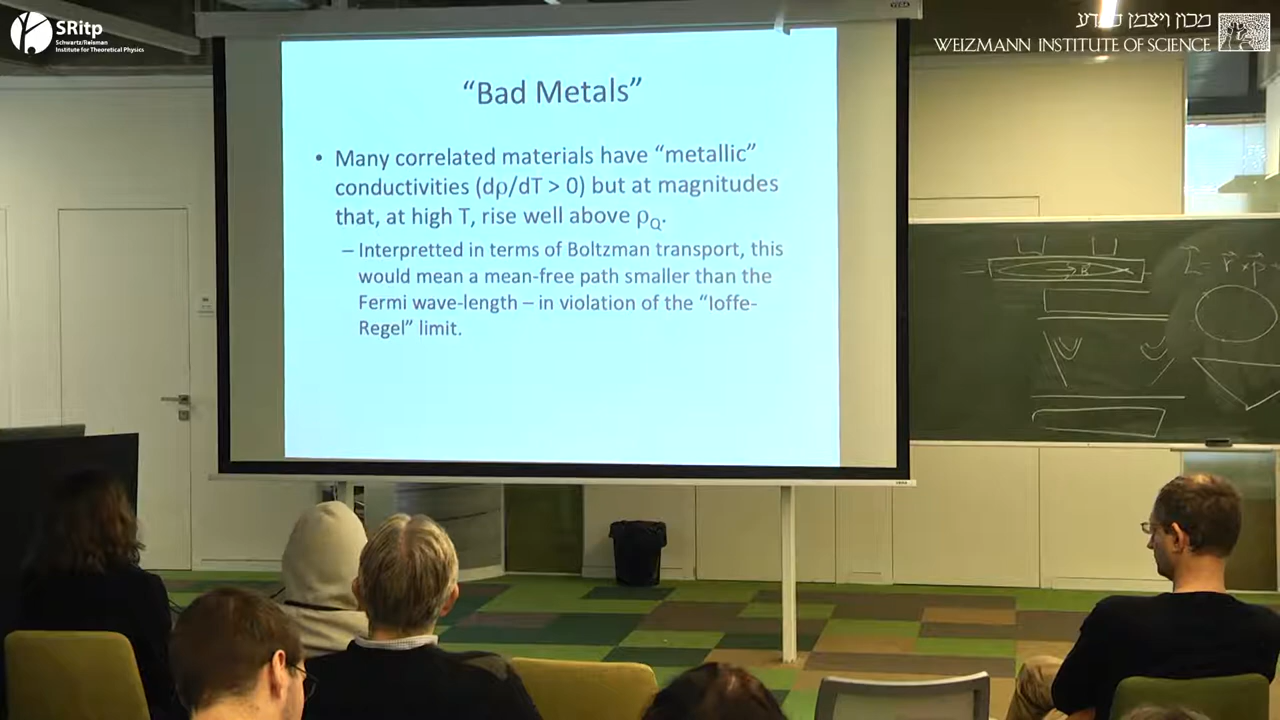 SRitp
Schwartz/Reisman
Institute for Theoretical Physics
WEIZMANN INSTITUTE OF SCIENCE
מכון ויצמן
“Bad Metals”
• Many correlated materials have “metallic”
conductivities (dρ/dT > 0) but at magnitudes
that, at high T, rise well above ρQ.
– Interpretted in terms of Boltzman transport, this
would mean a mean-free path smaller than the
Fermi wave-length – in violation of the “Ioffe-
Regel” limit.
L = r × p